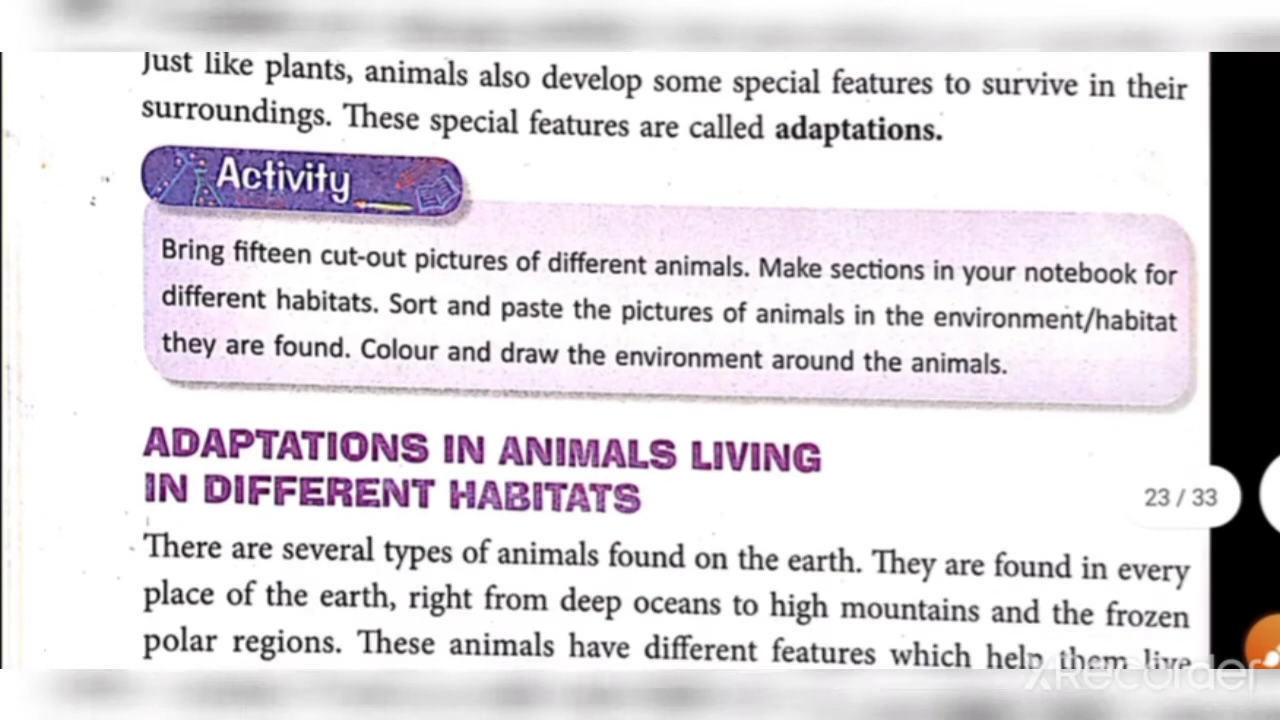 Just like plants, animals also develop some special features to survive in their
surroundings. These special features are called adaptations.
Activity
Bring fifteen cut-out pictures of different animals. Make sections in your notebook for
different habitats. Sort and paste the pictures of animals in the environment/habitat
they are found. Colour and draw the environment around the animals.
ADAPTATIONS IN ANIMALS LIVING
IN DIFFERENT HABITATS
23 / 33
There are several types of animals found on the earth. They are found in every
place of the earth, right from deep oceans to high mountains and the frozen
polar regions. These animals have different features which help them live
XRecorder